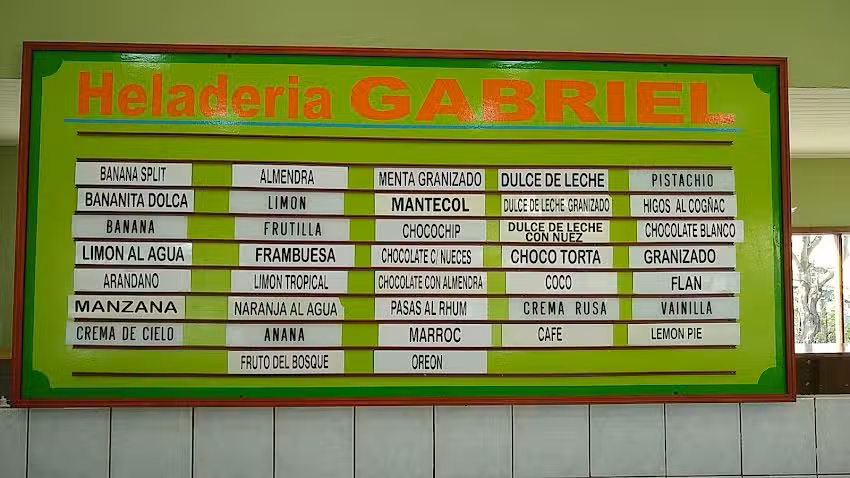 Heladeria GABRIEL
BANANA SPLIT
BANANITA DOLCA
BANANA
LIMON AL AGUA
ARANDANO
MANZANA
CREMA DE CIELO
ALMENDRA
LIMON
FRUTILLA
FRAMBUESA
LIMON TROPICAL
NARANJA AL AGUA
ANANA
FRUTO DEL BOSQUE
MENTA GRANIZADO
MANTECOL
CHOCOCHIP
CHOCOLATE C/ NUECES
CHOCOLATE CON ALMENDRA
PASAS AL RHUM
MARROC
OREON
DULCE DE LECHE
DULCE DE LECHE GRANIZADO
DULCE DE LECHE
CON NUEZ
CHOCO TORTA
COCO
CREMA RUSA
CAFE
PISTACHIO
HIGOS AL COGÑAC
CHOCOLATE BLANCO
GRANIZADO
FLAN
VAINILLA
LEMON PIE